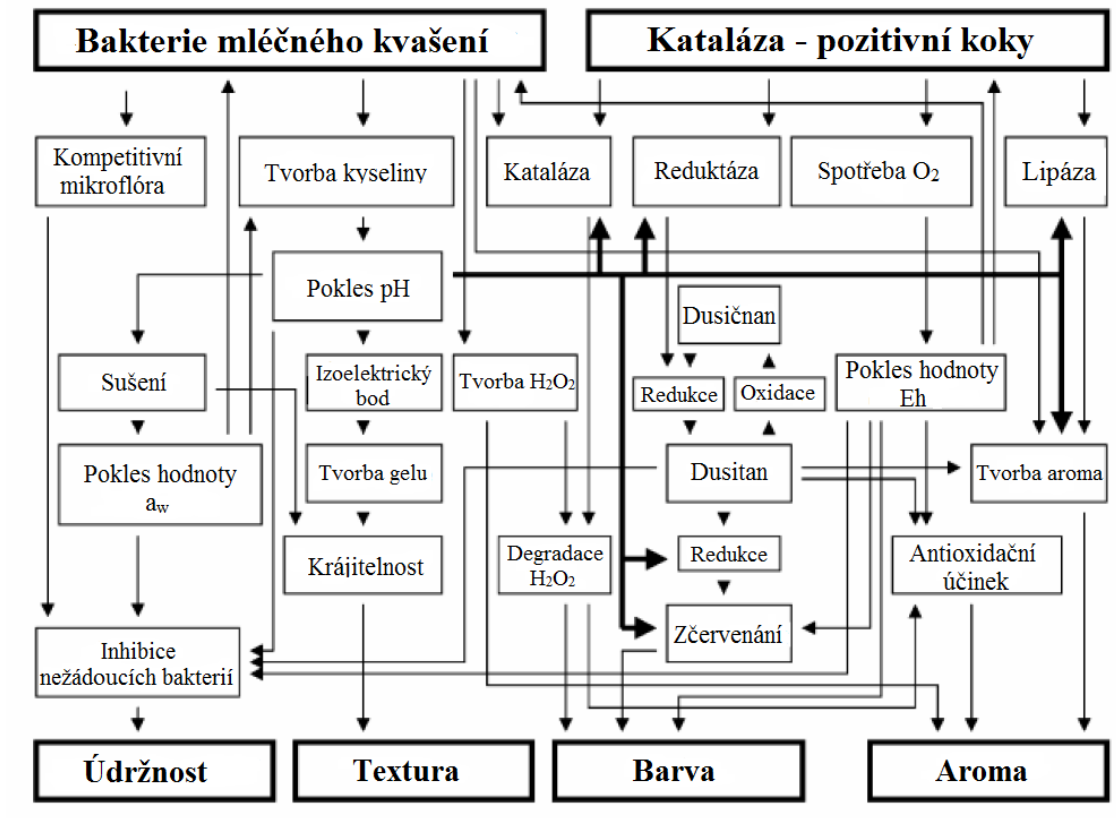 Bakterie mléčného kvašení
Kataláza - pozitivní koky
Kompetitivní
mikroflóra
Tvorba kyseliny
Kataláza
Reduktáza
Spotřeba O₂
Lipáza
Pokles pH
Dusičnan
Sušení
Izoelektrický
bod
Tvorba H₂O₂
Redukce
Oxidace
Pokles hodnoty
Eh
Pokles hodnoty
aw
Tvorba gelu
Dusitan
Tvorba aroma
Krájitelnost
Degradace
H₂O₂
Redukce
Antioxidační
účinek
Inhibice
nežádoucích bakterií
Zčervenání
Údržnost
Textura
Barva
Aroma